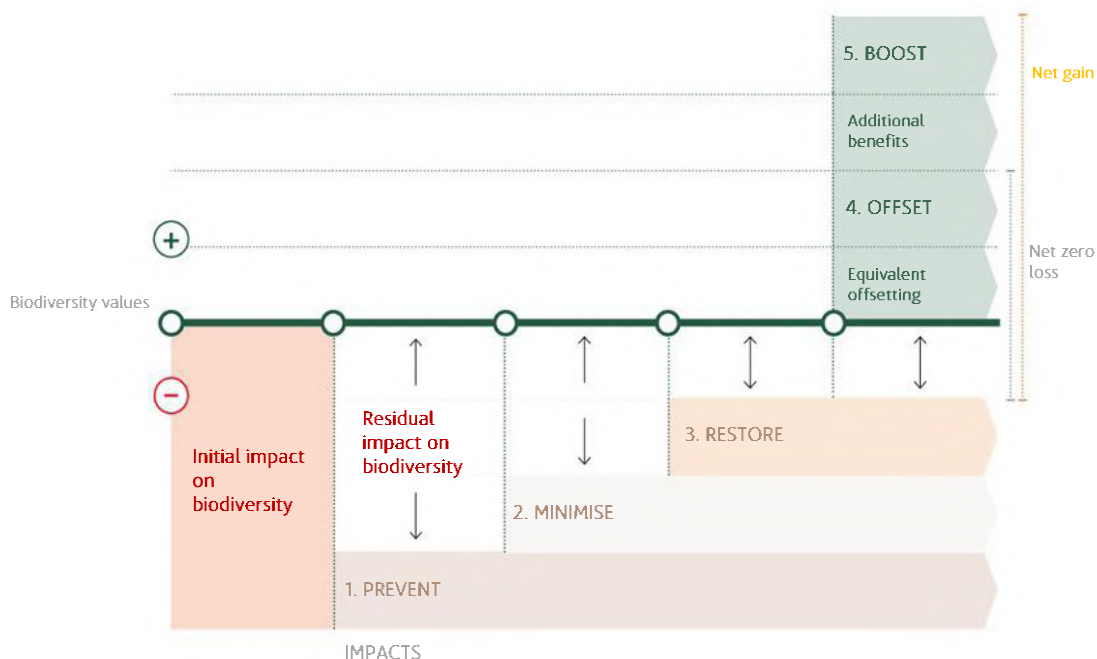 5. BOOST
Net gain
Additional
benefits
4. OFFSET
+
Net zero
loss
Equivalent
offsetting
Biodiversity values
−
Residual
impact on
biodiversity
Initial impact
on
biodiversity
3. RESTORE
2. MINIMISE
1. PREVENT
IMPACTS